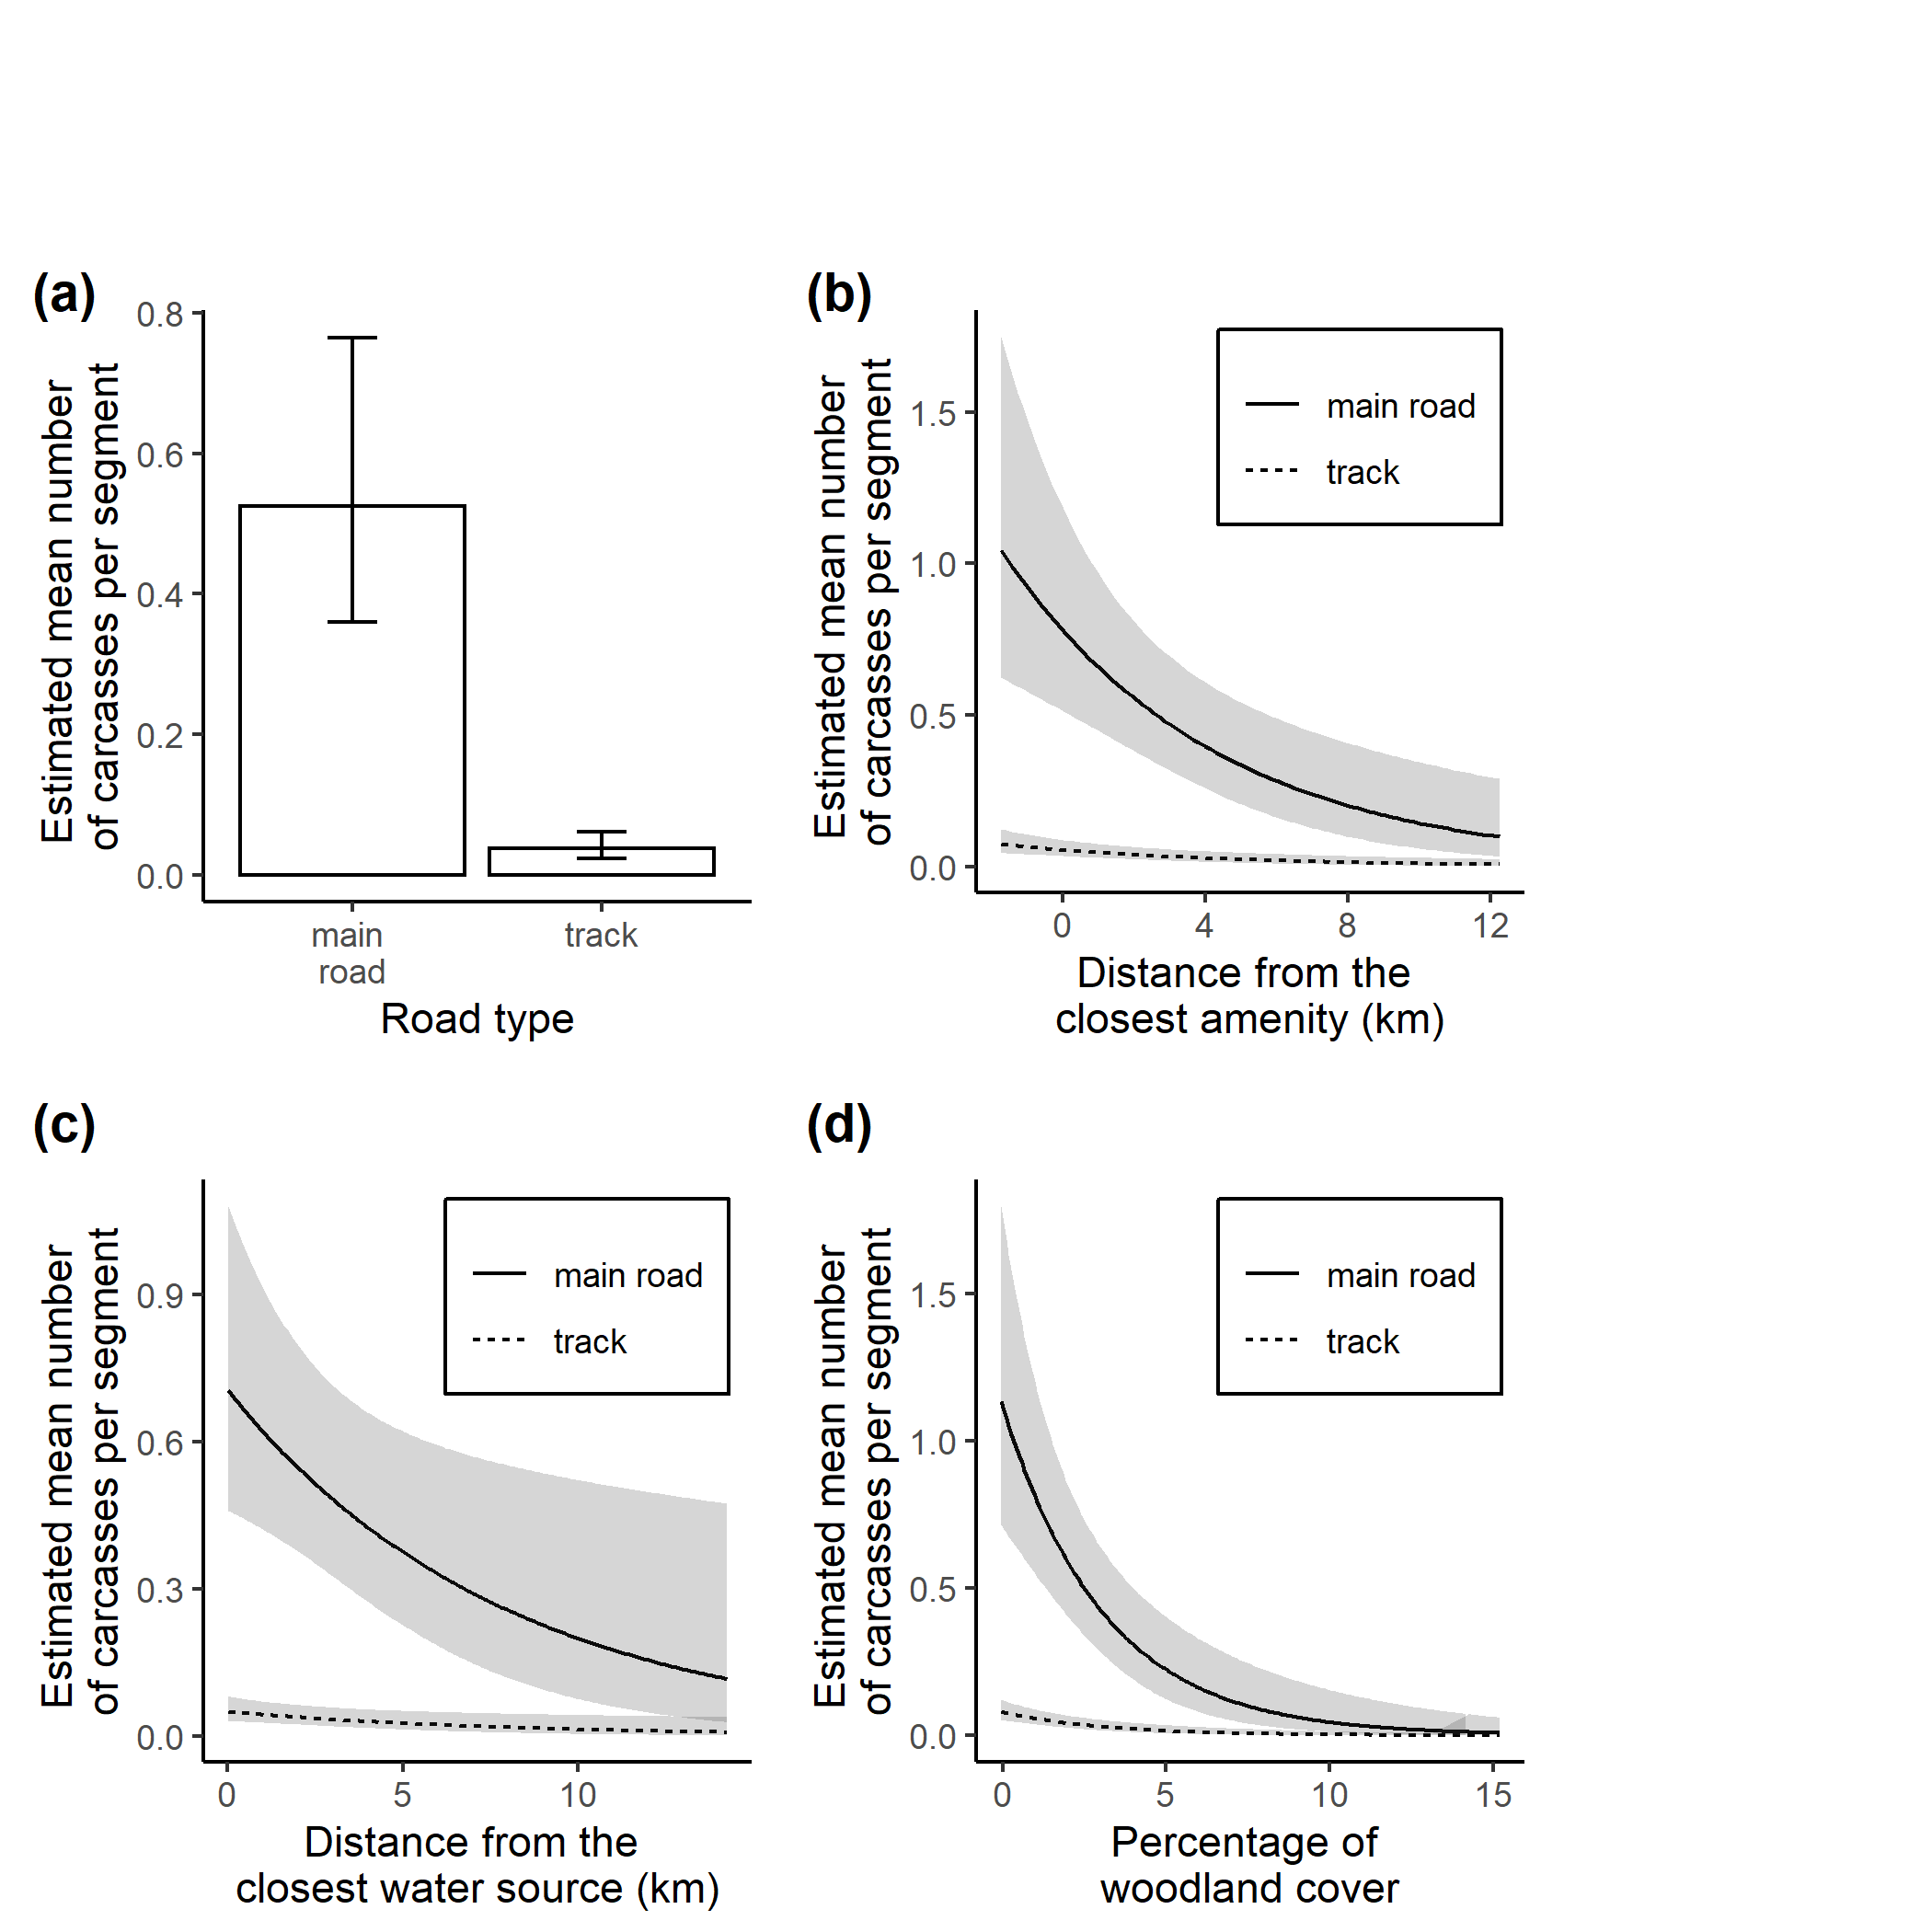 (a)
Estimated mean number
of carcasses per segment
0.8
0.6
0.4
0.2
0.0
main
road
track
Road type
(b)
Estimated mean number
of carcasses per segment
1.5
1.0
0.5
0.0
main road
track
0 4 8 12
Distance from the
closest amenity (km)
(c)
Estimated mean number
of carcasses per segment
0.9
0.6
0.3
0.0
main road
track
0 5 10
Distance from the
closest water source (km)
(d)
Estimated mean number
of carcasses per segment
1.5
1.0
0.5
0.0
main road
track
0 5 10 15
Percentage of
woodland cover